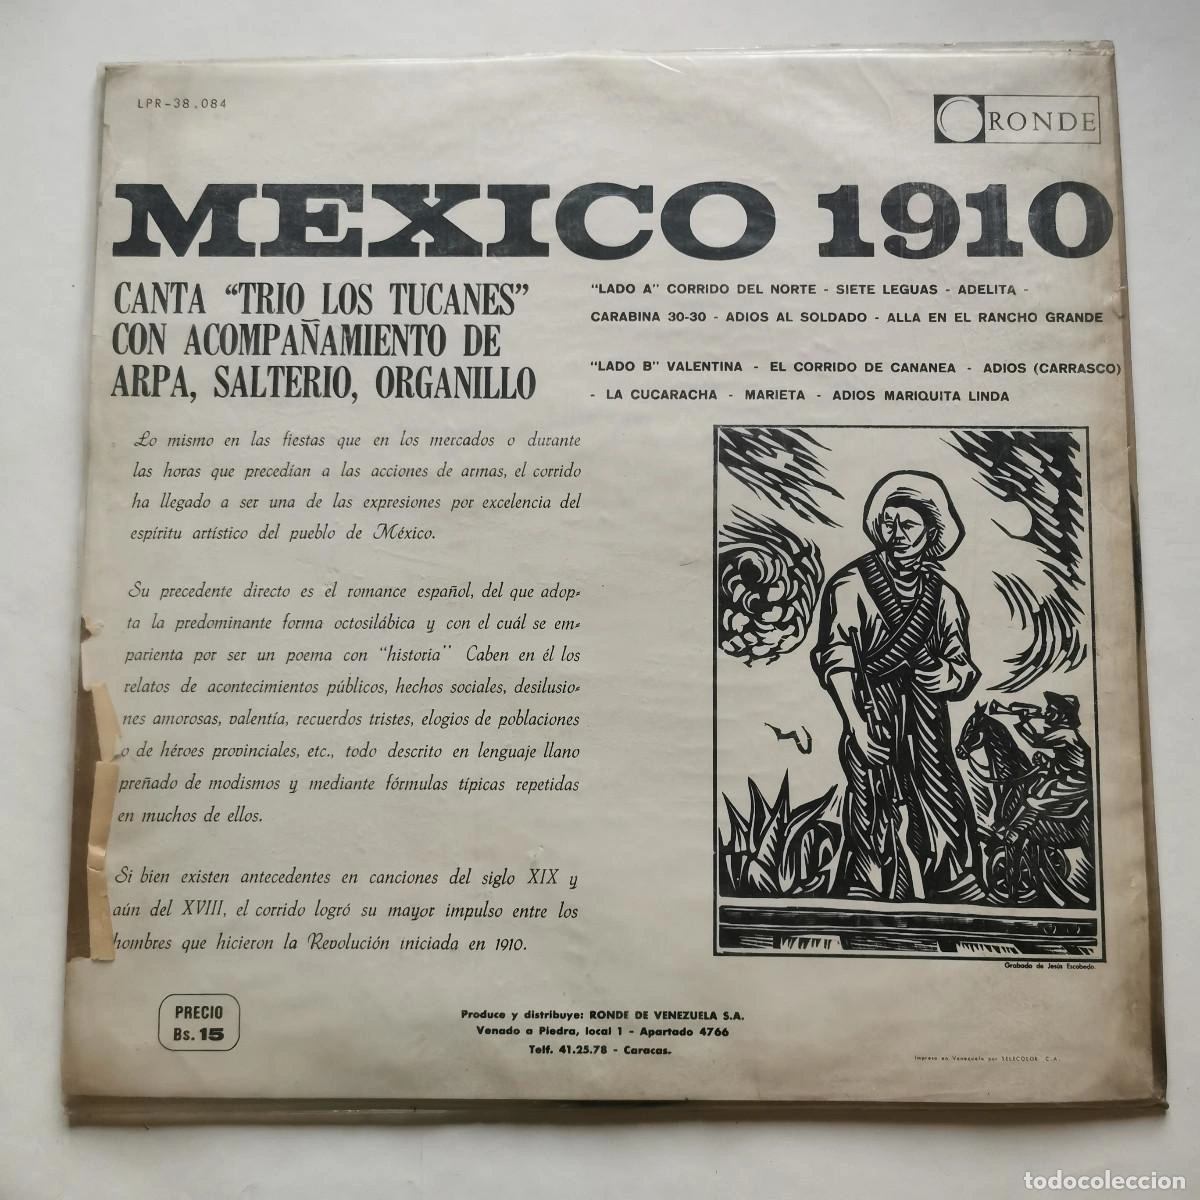 LPR-38.084
RONDE
MEXICO 1910
CANTA "TRIO LOS TUCANES"
CON ACOMPAÑAMIENTO DE
ARPA, SALTERIO, ORGANILLO
"LADO A" CORRIDO DEL NORTE - SIETE LEGUAS - ADELITA -
CARABINA 30-30 - ADIOS AL SOLDADO - ALLA EN EL RANCHO GRANDE
"LADO B" VALENTINA - EL CORRIDO DE CANANEA - ADIOS (CARRASCO)
- LA CUCARACHA - MARIETA - ADIOS MARIQUITA LINDA
Lo mismo en las fiestas que en los mercados o durante
las horas que precedían a las acciones de armas, el corrido
ha llegado a ser una de las expresiones por excelencia del
espíritu artístico del pueblo de México.
Su precedente directo es el romance español, del que adop-
ta la predominante forma octosilábica y con el cuál se em-
parienta por ser un poema con "historia" Caben en él los
relatos de acontecimientos públicos, hechos sociales, desilusio-
nes amorosas, valentía, recuerdos tristes, elogios de poblaciones
o de héroes provinciales, etc., todo descrito en lenguaje llano
preñado de modismos y mediante fórmulas típicas repetidas
en muchos de ellos.
Si bien existen antecedentes en canciones del siglo XIX y
aún del XVIII, el corrido logró su mayor impulso entre los
hombres que hicieron la Revolución iniciada en 1910.
Grabado de Jesús Escobedo.
PRECIO
Bs. 15
Produce y distribuye: RONDE DE VENEZUELA S.A.
Venado a Piedra, local 1 - Apartado 4766
Telf. 41.25.78 - Caracas.
Impreso en Venezuela por SELECOLOR C.A.
todocoleccion